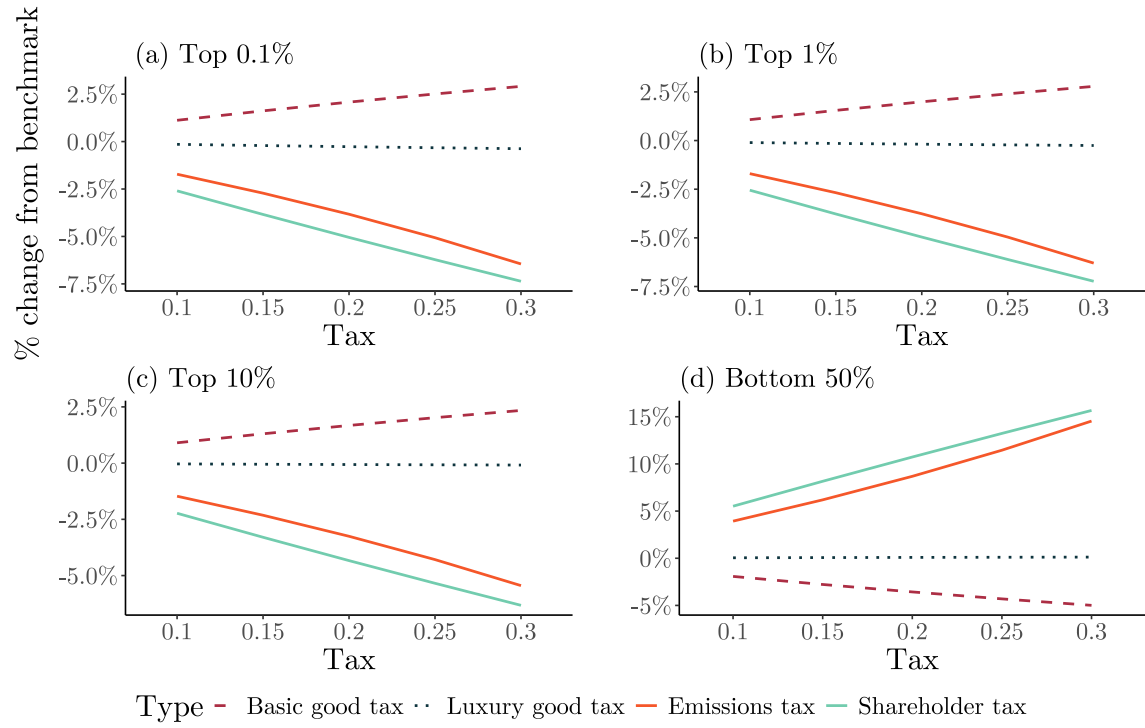 % change from benchmark
(a) Top 0.1%
2.5%
0.0%
-2.5%
-5.0%
-7.5%
0.1 0.15 0.2 0.25 0.3
Tax
(b) Top 1%
2.5%
0.0%
-2.5%
-5.0%
-7.5%
0.1 0.15 0.2 0.25 0.3
Tax
(c) Top 10%
2.5%
0.0%
-2.5%
-5.0%
0.1 0.15 0.2 0.25 0.3
Tax
(d) Bottom 50%
15%
10%
5%
0%
-5%
0.1 0.15 0.2 0.25 0.3
Tax
Type Basic good tax Luxury good tax Emissions tax Shareholder tax